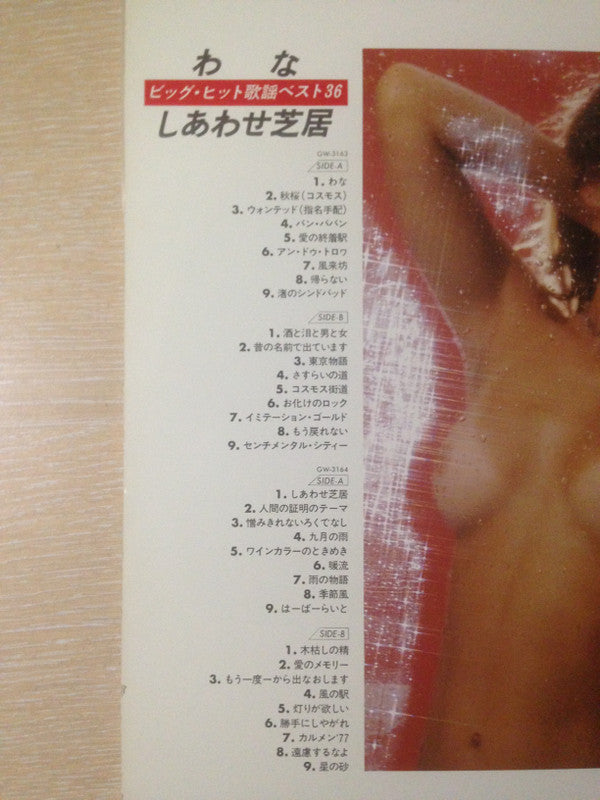 わな
ビッグ・ヒット歌謡ベスト36
しあわせ芝居
GW-3163
SIDE-A
1. わな
2. 秋桜(コスモス)
3. ウォンテッド(指名手配)
4. バン・バ・バン
5. 愛の終着駅
6. アン・ドゥ・トロワ
7. 風来坊
8. 帰らない
9. 渚のシンドバッド
SIDE-B
1. 酒と泪と男と女
2. 昔の名前で出ています
3. 東京物語
4. さすらいの道
5. コスモス街道
6. お化けのロック
7. イミテーション・ゴールド
8. もう戻れない
9. センチメンタル・シティー
GW-3164
SIDE-A
1. しあわせ芝居
2. 人間の証明のテーマ
3. 憎みきれないろくでなし
4. 九月の雨
5. ワインカラーのときめき
6. 暖流
7. 雨の物語
8. 季節風
9. はーばーらいと
SIDE-B
1. 木枯しの精
2. 愛のメモリー
3. もう一度一から出なおします
4. 風の駅
5. 灯りが欲しい
6. 勝手にしやがれ
7. カルメン'77
8. 遠慮するなよ
9. 星の砂